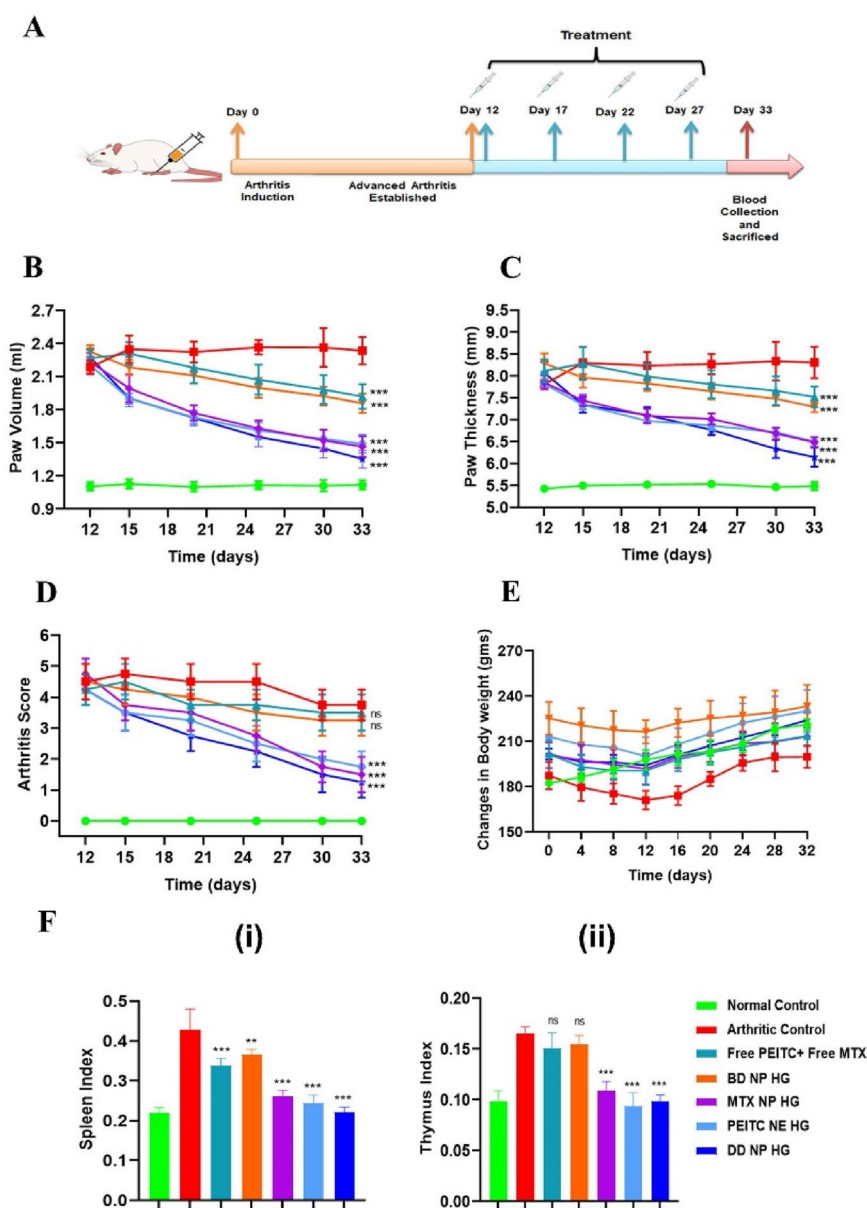 A
Treatment
Day 0
Day 12
Day 17
Day 22
Day 27
Day 33
Arthritis
Induction
Advanced Arthritis
Established
Blood
Collection
and
Sacrificed
B
Paw Volume (ml)
2.7
2.4
2.1
1.8
1.5
1.2
0.9
***
***
***
***
***
12 15 18 21 24 27 30 33
Time (days)
C
Paw Thickness (mm)
9.5
9.0
8.5
8.0
7.5
7.0
6.5
6.0
5.5
5.0
***
***
***
***
***
12 15 18 21 24 27 30 33
Time (days)
D
Arthritis Score
6
5
4
3
2
1
0
ns
ns
***
***
***
12 15 18 21 24 27 30 33
Time (days)
E
Changes in Body weight (gms)
270
240
210
180
150
0 4 8 12 16 20 24 28 32
Time (days)
F
(i)
Spleen Index
0.5
0.4
0.3
0.2
0.1
0.0
*** ** *** *** ***
(ii)
Thymus Index
0.20
0.15
0.10
0.05
0.00
ns ns *** *** ***
Normal Control
Arthritic Control
Free PEITC+ Free MTX
BD NP HG
MTX NP HG
PEITC NE HG
DD NP HG